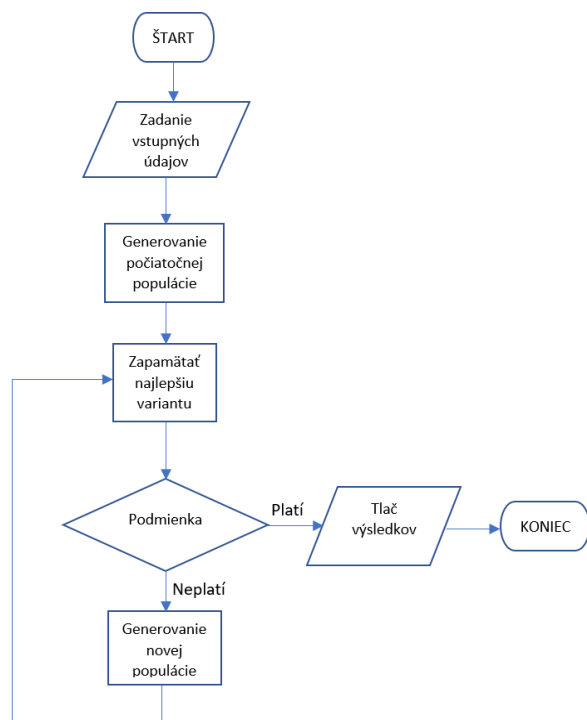 ŠTART
Zadanie
vstupných
údajov
Generovanie
počiatočnej
populácie
Zapamätať
najlepšiu
variantu
Podmienka
Platí
Tlač
výsledkov
KONIEC
Neplatí
Generovanie
novej
populácie